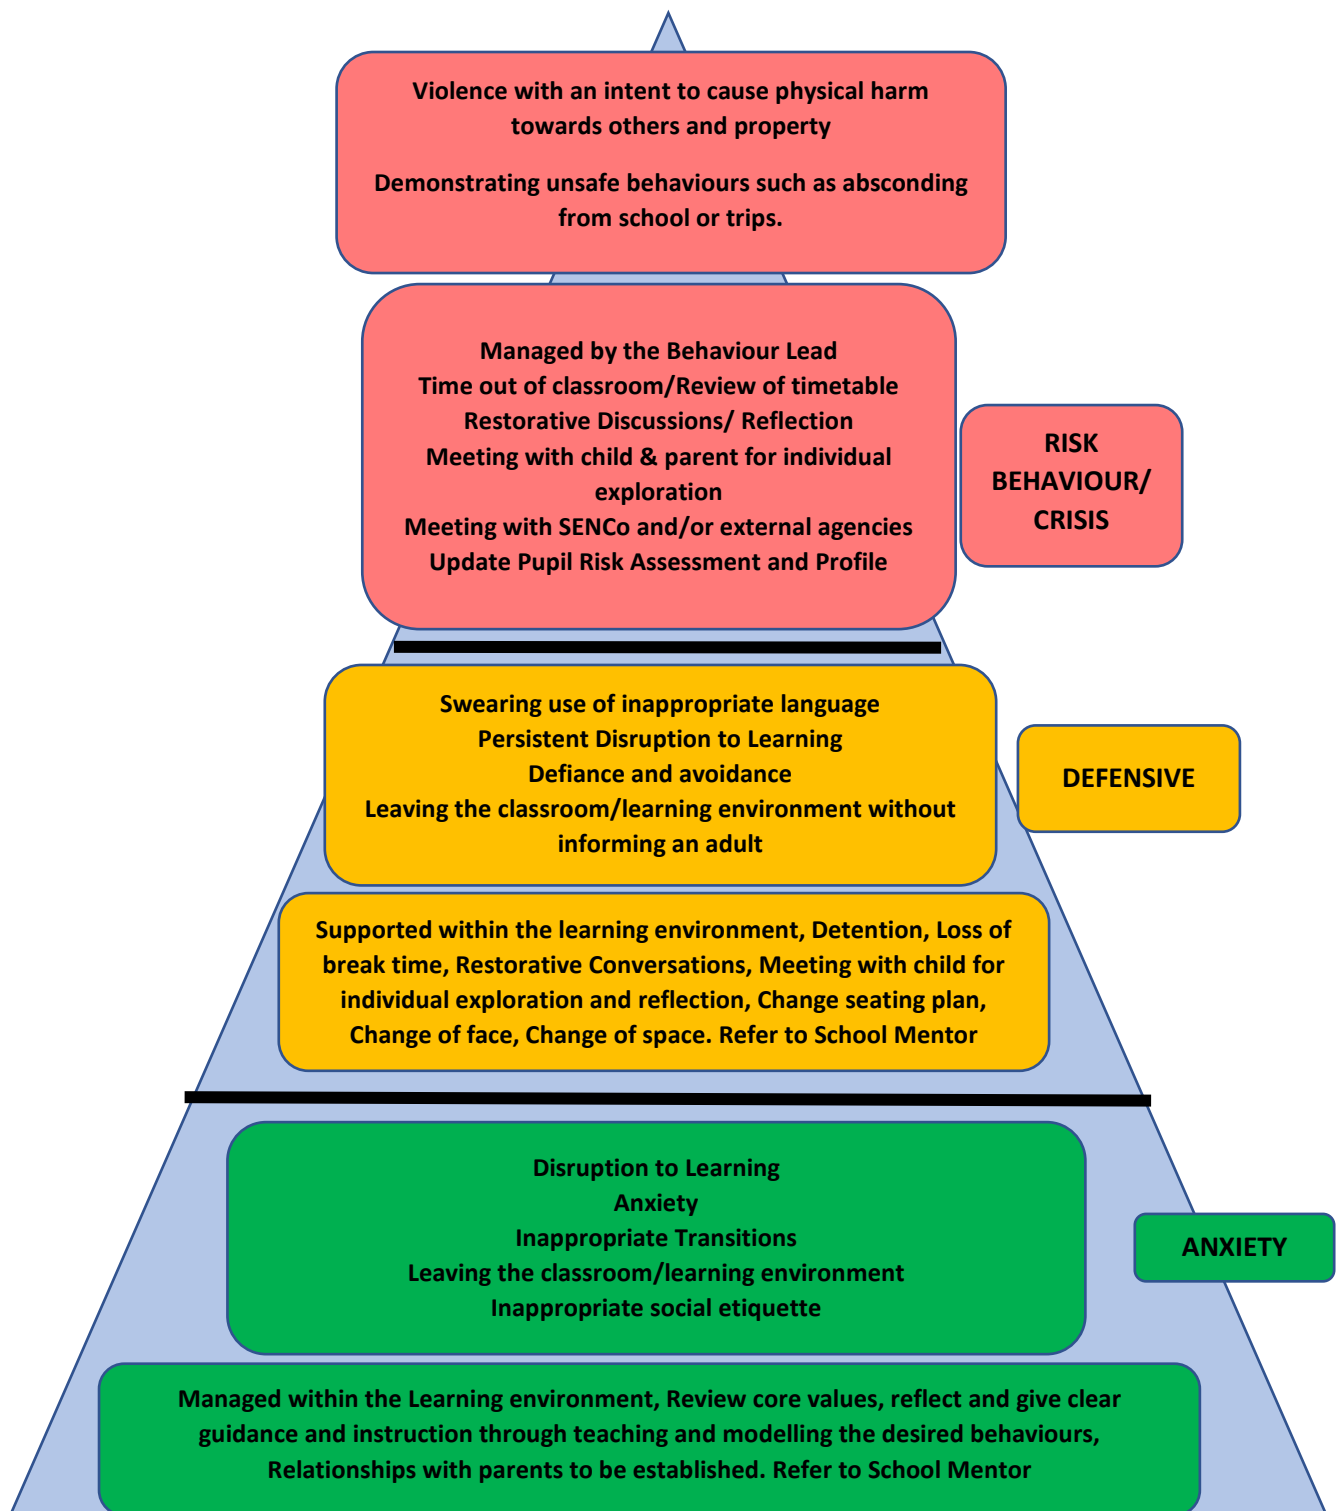 Violence with an intent to cause physical harm
towards others and property
Demonstrating unsafe behaviours such as absconding
from school or trips.
Managed by the Behaviour Lead
Time out of classroom/Review of timetable
Restorative Discussions/ Reflection
Meeting with child & parent for individual
exploration
Meeting with SENCo and/or external agencies
Update Pupil Risk Assessment and Profile
RISK
BEHAVIOUR/
CRISIS
Swearing use of inappropriate language
Persistent Disruption to Learning
Defiance and avoidance
Leaving the classroom/learning environment without
informing an adult
DEFENSIVE
Supported within the learning environment, Detention, Loss of
break time, Restorative Conversations, Meeting with child for
individual exploration and reflection, Change seating plan,
Change of face, Change of space. Refer to School Mentor
Disruption to Learning
Anxiety
Inappropriate Transitions
Leaving the classroom/learning environment
Inappropriate social etiquette
ANXIETY
Managed within the Learning environment, Review core values, reflect and give clear
guidance and instruction through teaching and modelling the desired behaviours,
Relationships with parents to be established. Refer to School Mentor